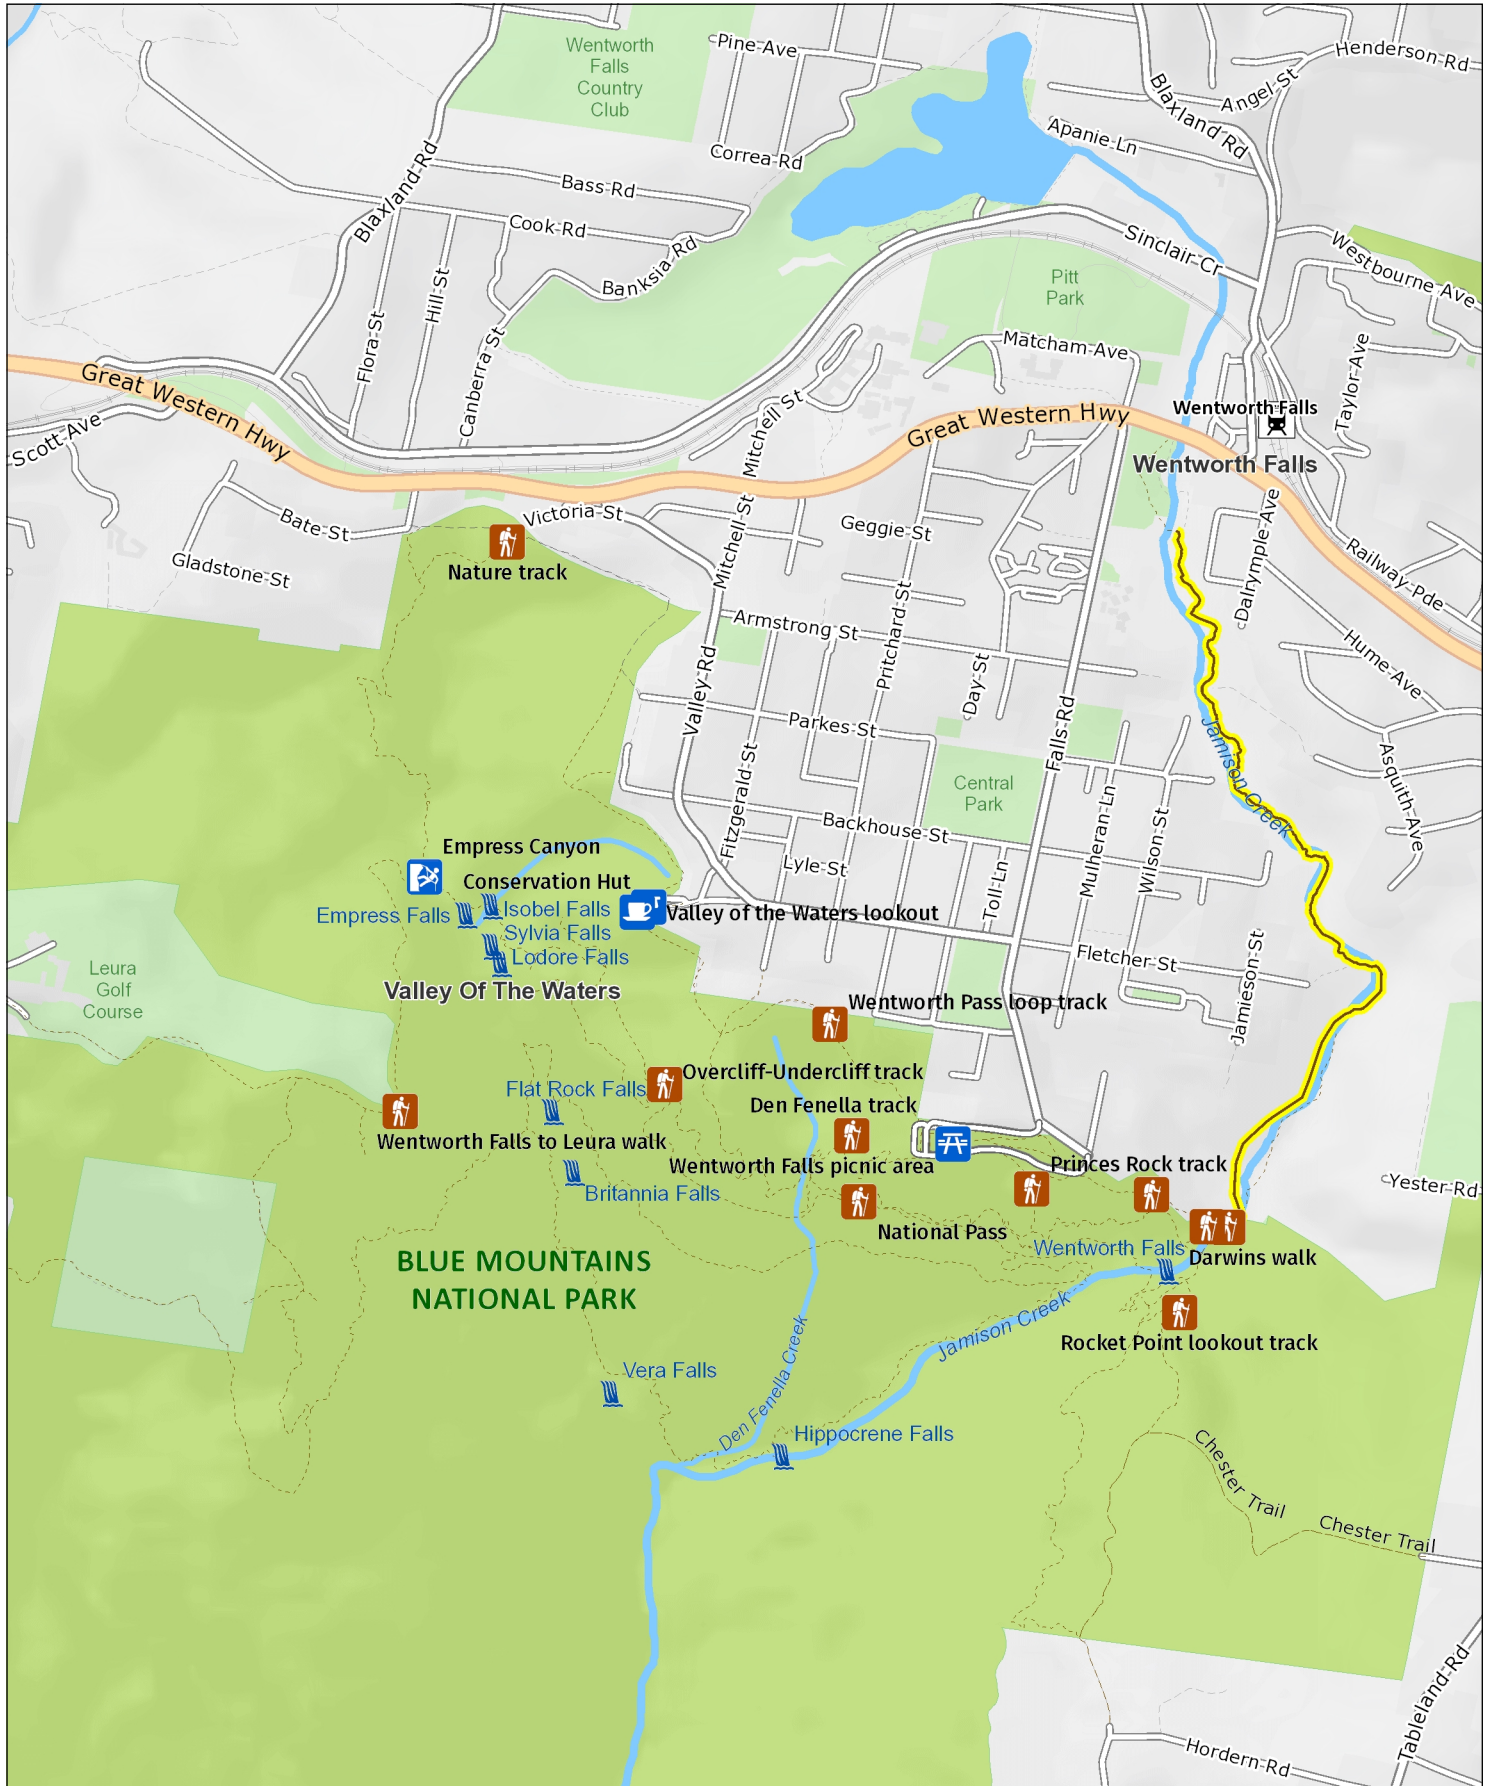 Wentworth
Falls
Country
Club
Pine Ave
Henderson Rd
Angel St
Blaxland Rd
Apanie Ln
Correa Rd
Bass Rd
Blaxland Rd
Cook Rd
Banksia Rd
Sinclair Cr
Westbourne Ave
Pitt
Park
Hill St
Flora St
Canberra St
Matcham Ave
Taylor Ave
Great Western Hwy
Mitchell St
Great Western Hwy
Wentworth Falls
Wentworth Falls
Scott Ave
Bate St
Victoria St
Nature track
Gladstone St
Mitchell St
Geggie St
Dalrymple Ave
Railway Pde
Armstrong St
Pritchard St
Day St
Hume Ave
Valley Rd
Parkes St
Falls Rd
Jamison Creek
Asquith Ave
Fitzgerald St
Central
Park
Backhouse St
Mulheran Ln
Wilson St
Empress Canyon
Lyle St
Toll Ln
Conservation Hut
Empress Falls
Isobel Falls
Valley of the Waters lookout
Sylvia Falls
Lodore Falls
Fletcher St
Jamieson St
Leura
Golf
Course
Valley Of The Waters
Wentworth Pass loop track
Overcliff-Undercliff track
Flat Rock Falls
Den Fenella track
Wentworth Falls to Leura walk
Wentworth Falls picnic area
Princes Rock track
Britannia Falls
Yester Rd
National Pass
Wentworth Falls
Darwins walk
BLUE MOUNTAINS
NATIONAL PARK
Jamison Creek
Rocket Point lookout track
Vera Falls
Den Fenella Creek
Hippocrene Falls
Chester Trail
Chester Trail
Tableland Rd
Hordern Rd